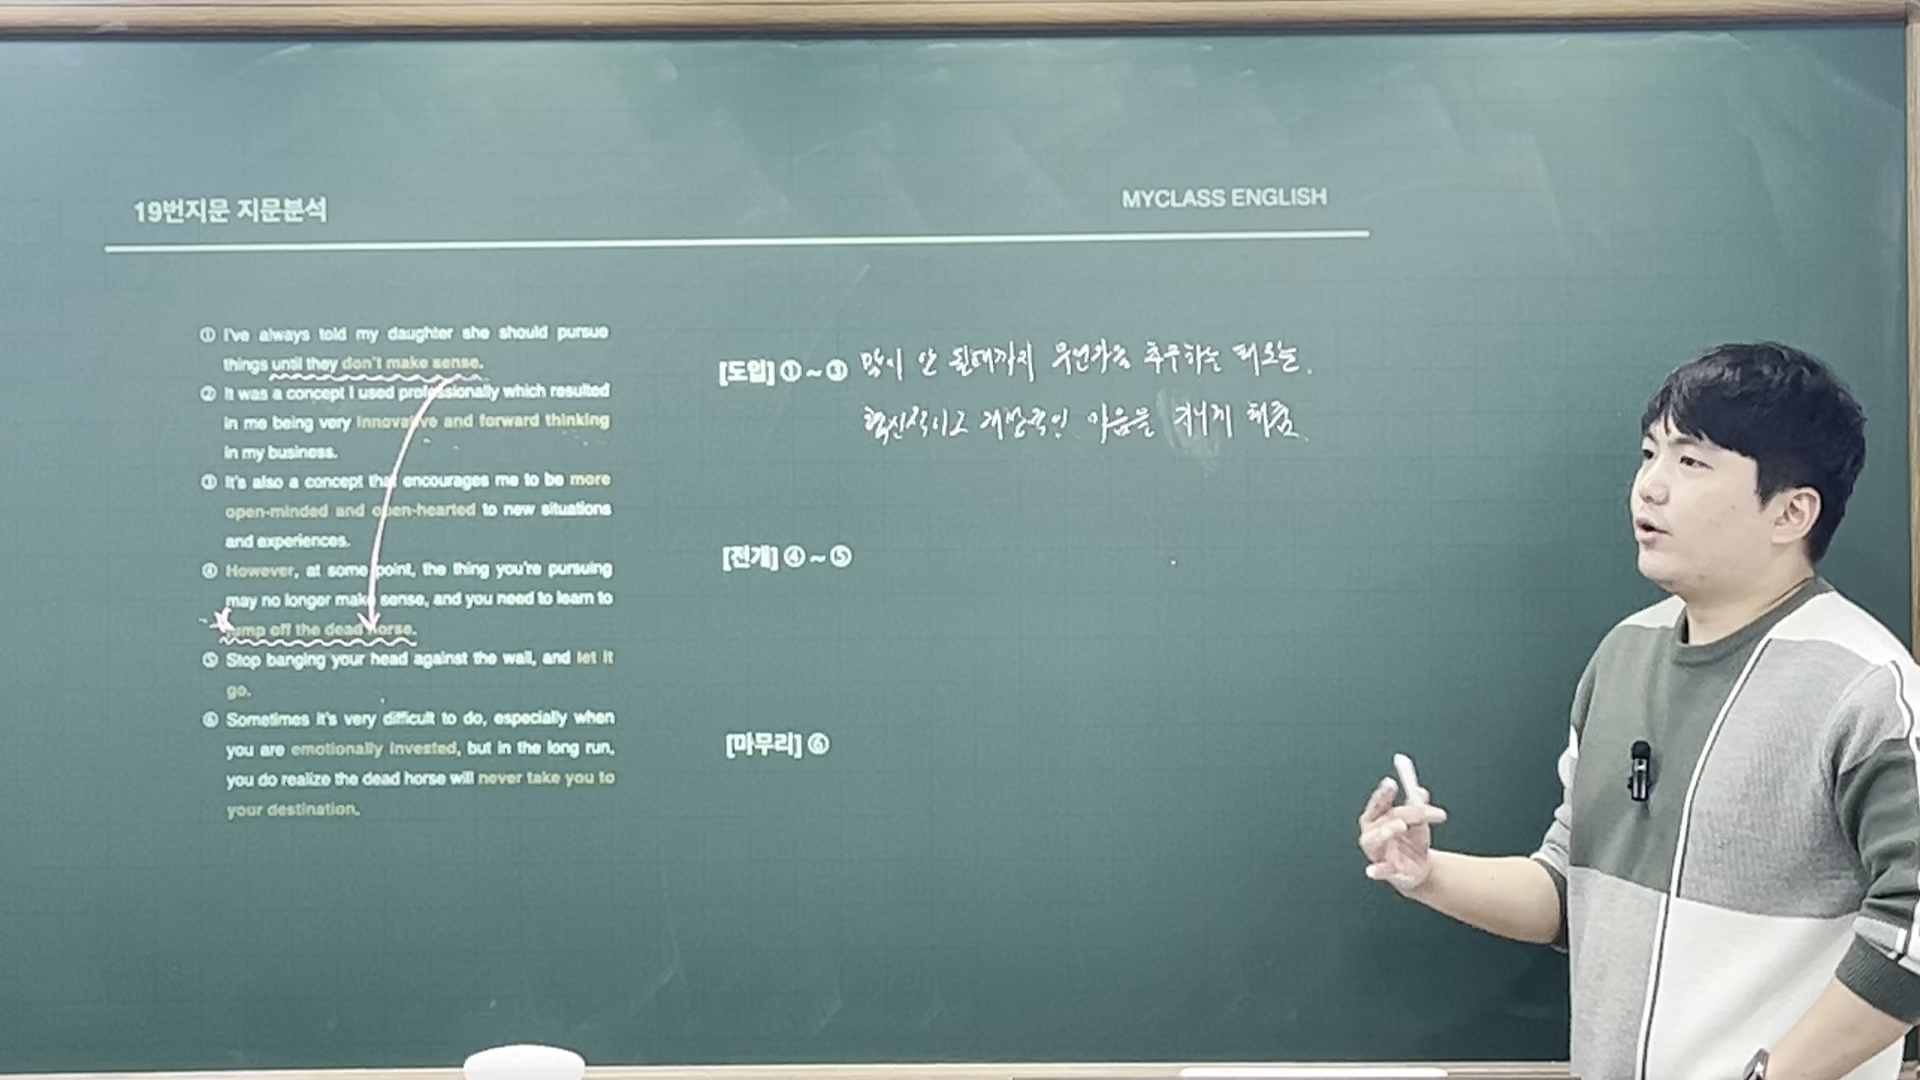 19번지문 지문분석
MYCLASS ENGLISH
① I've always told my daughter she should pursue
things until they don't make sense.
② It was a concept I used professionally which resulted
in me being very innovative and forward thinking
in my business.
③ It's also a concept that encourages me to be more
open-minded and open-hearted to new situations
and experiences.
④ However, at some point, the thing you're pursuing
may no longer make sense, and you need to learn to
jump off the dead horse.
⑤ Stop banging your head against the wall, and let it
go.
⑥ Sometimes it's very difficult to do, especially when
you are emotionally invested, but in the long run,
you do realize the dead horse will never take you to
your destination.
[도입] ① ~ ③ 말이 안 될때까지 무언가를 추구하는 태도는,
혁신적이고 개방적인 마음을 지니게 해줌.
[전개] ④ ~ ⑤
[마무리] ⑥